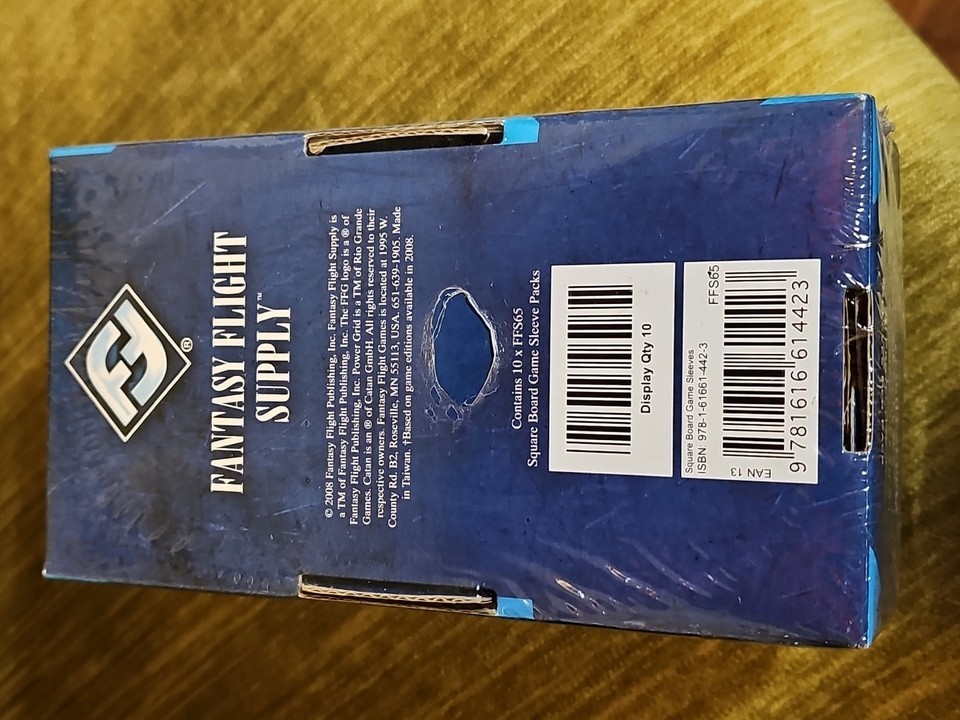 FFJ
®
FANTASY FLIGHT
SUPPLY™
© 2008 Fantasy Flight Publishing, Inc. Fantasy Flight Supply is
a TM of Fantasy Flight Publishing, Inc. The FFG logo is a ® of
Fantasy Flight Publishing, Inc. Power Grid is a TM of Rio Grande
Games. Catan is an ® of Catan GmbH. All rights reserved to their
respective owners. Fantasy Flight Games is located at 1995 W.
County Rd. B2, Roseville, MN 55113, USA. 651-639-1905. Made
in Taiwan. †Based on game editions available in 2008.
Contains 10 x FFS65
Square Board Game Sleeve Packs
Display Qty 10
FFS65
Square Board Game Sleeves
ISBN: 978-1-61661-442-3
EAN 13
9 781616 614423